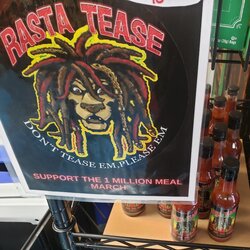 RASTA TEASE
DON'T TEASE EM, PLEASE EM
SUPPORT THE 1 MILLION MEAL
MARCH